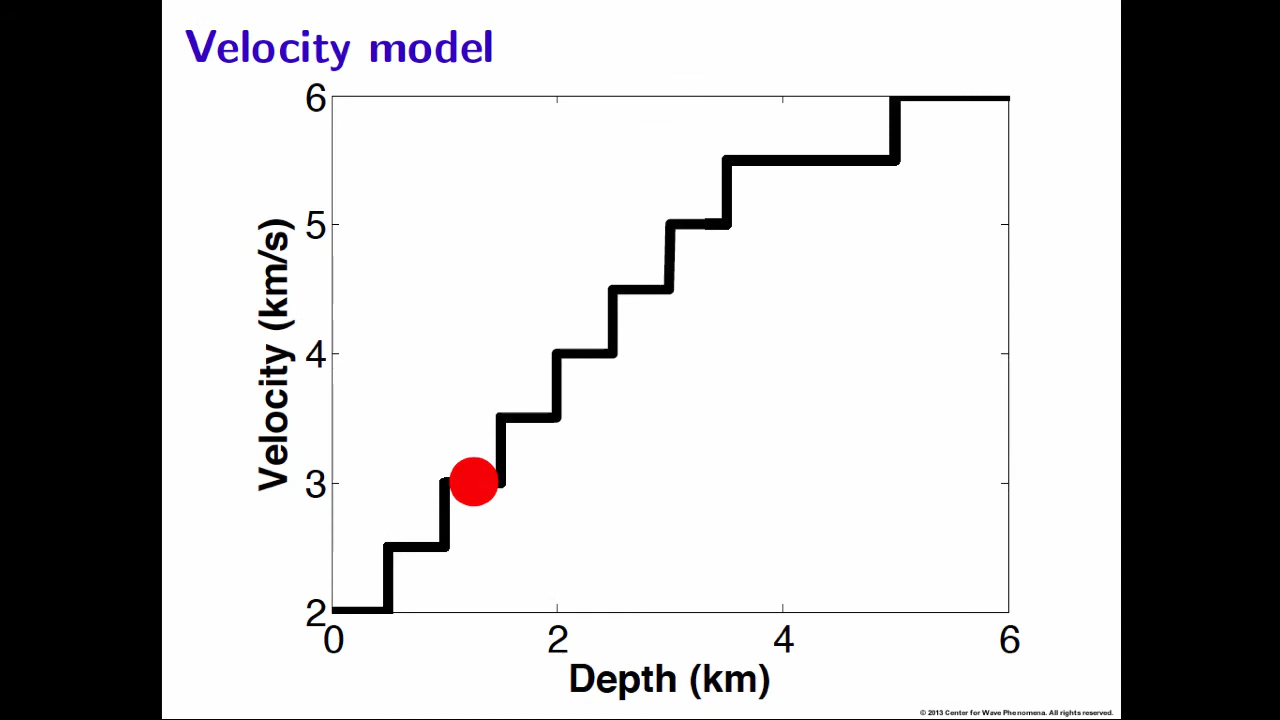 Velocity model
6
5
4
3
2
Velocity (km/s)
0 2 4 6
Depth (km)
© 2013 Center for Wave Phenomena. All rights reserved.